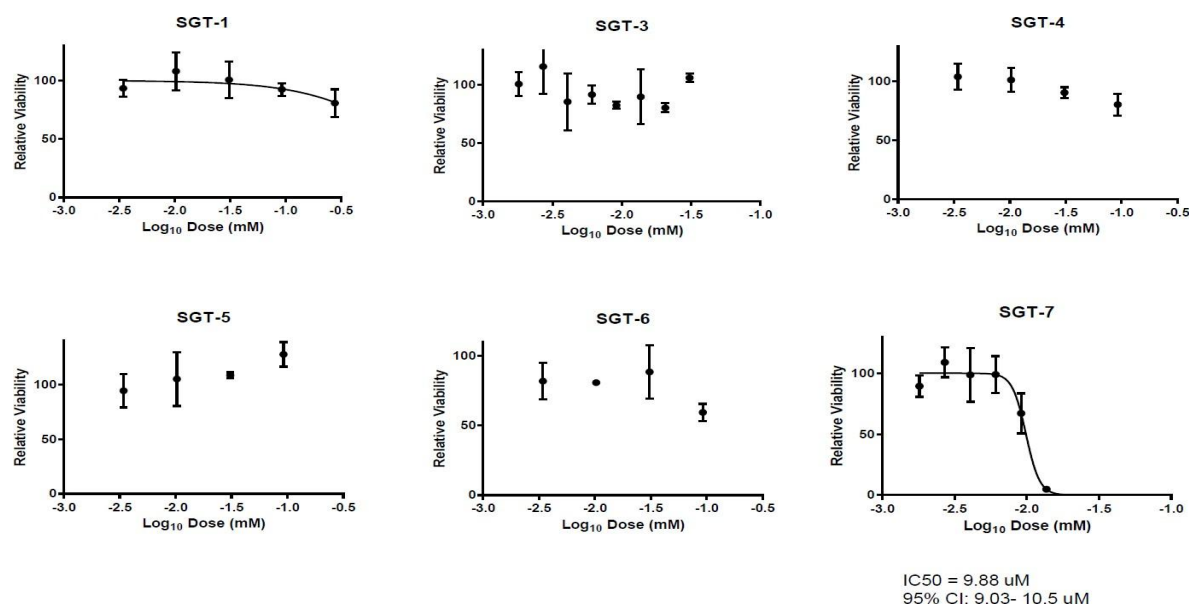 SGT-1
Relative Viability
100
50
0
-3.0 -2.5 -2.0 -1.5 -1.0 -0.5
Log₁₀ Dose (mM)
SGT-3
Relative Viability
100
50
0
-3.0 -2.5 -2.0 -1.5 -1.0
Log₁₀ Dose (mM)
SGT-4
Relative Viability
100
50
0
-3.0 -2.5 -2.0 -1.5 -1.0 -0.5
Log₁₀ Dose (mM)
SGT-5
Relative Viability
100
50
0
-3.0 -2.5 -2.0 -1.5 -1.0 -0.5
Log₁₀ Dose (mM)
SGT-6
Relative Viability
100
50
0
-3.0 -2.5 -2.0 -1.5 -1.0 -0.5
Log₁₀ Dose (mM)
SGT-7
Relative Viability
100
50
0
-3.0 -2.5 -2.0 -1.5 -1.0
Log₁₀ Dose (mM)
IC50 = 9.88 uM
95% CI: 9.03- 10.5 uM